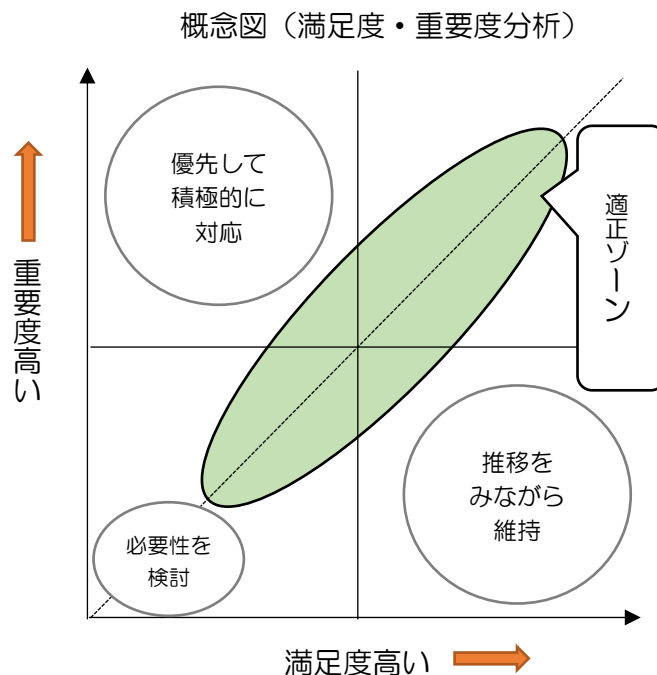 概念図（満足度・重要度分析）
優先して
積極的に
対応
適正ゾーン
重要度高い
推移を
みながら
維持
必要性を
検討
満足度高い